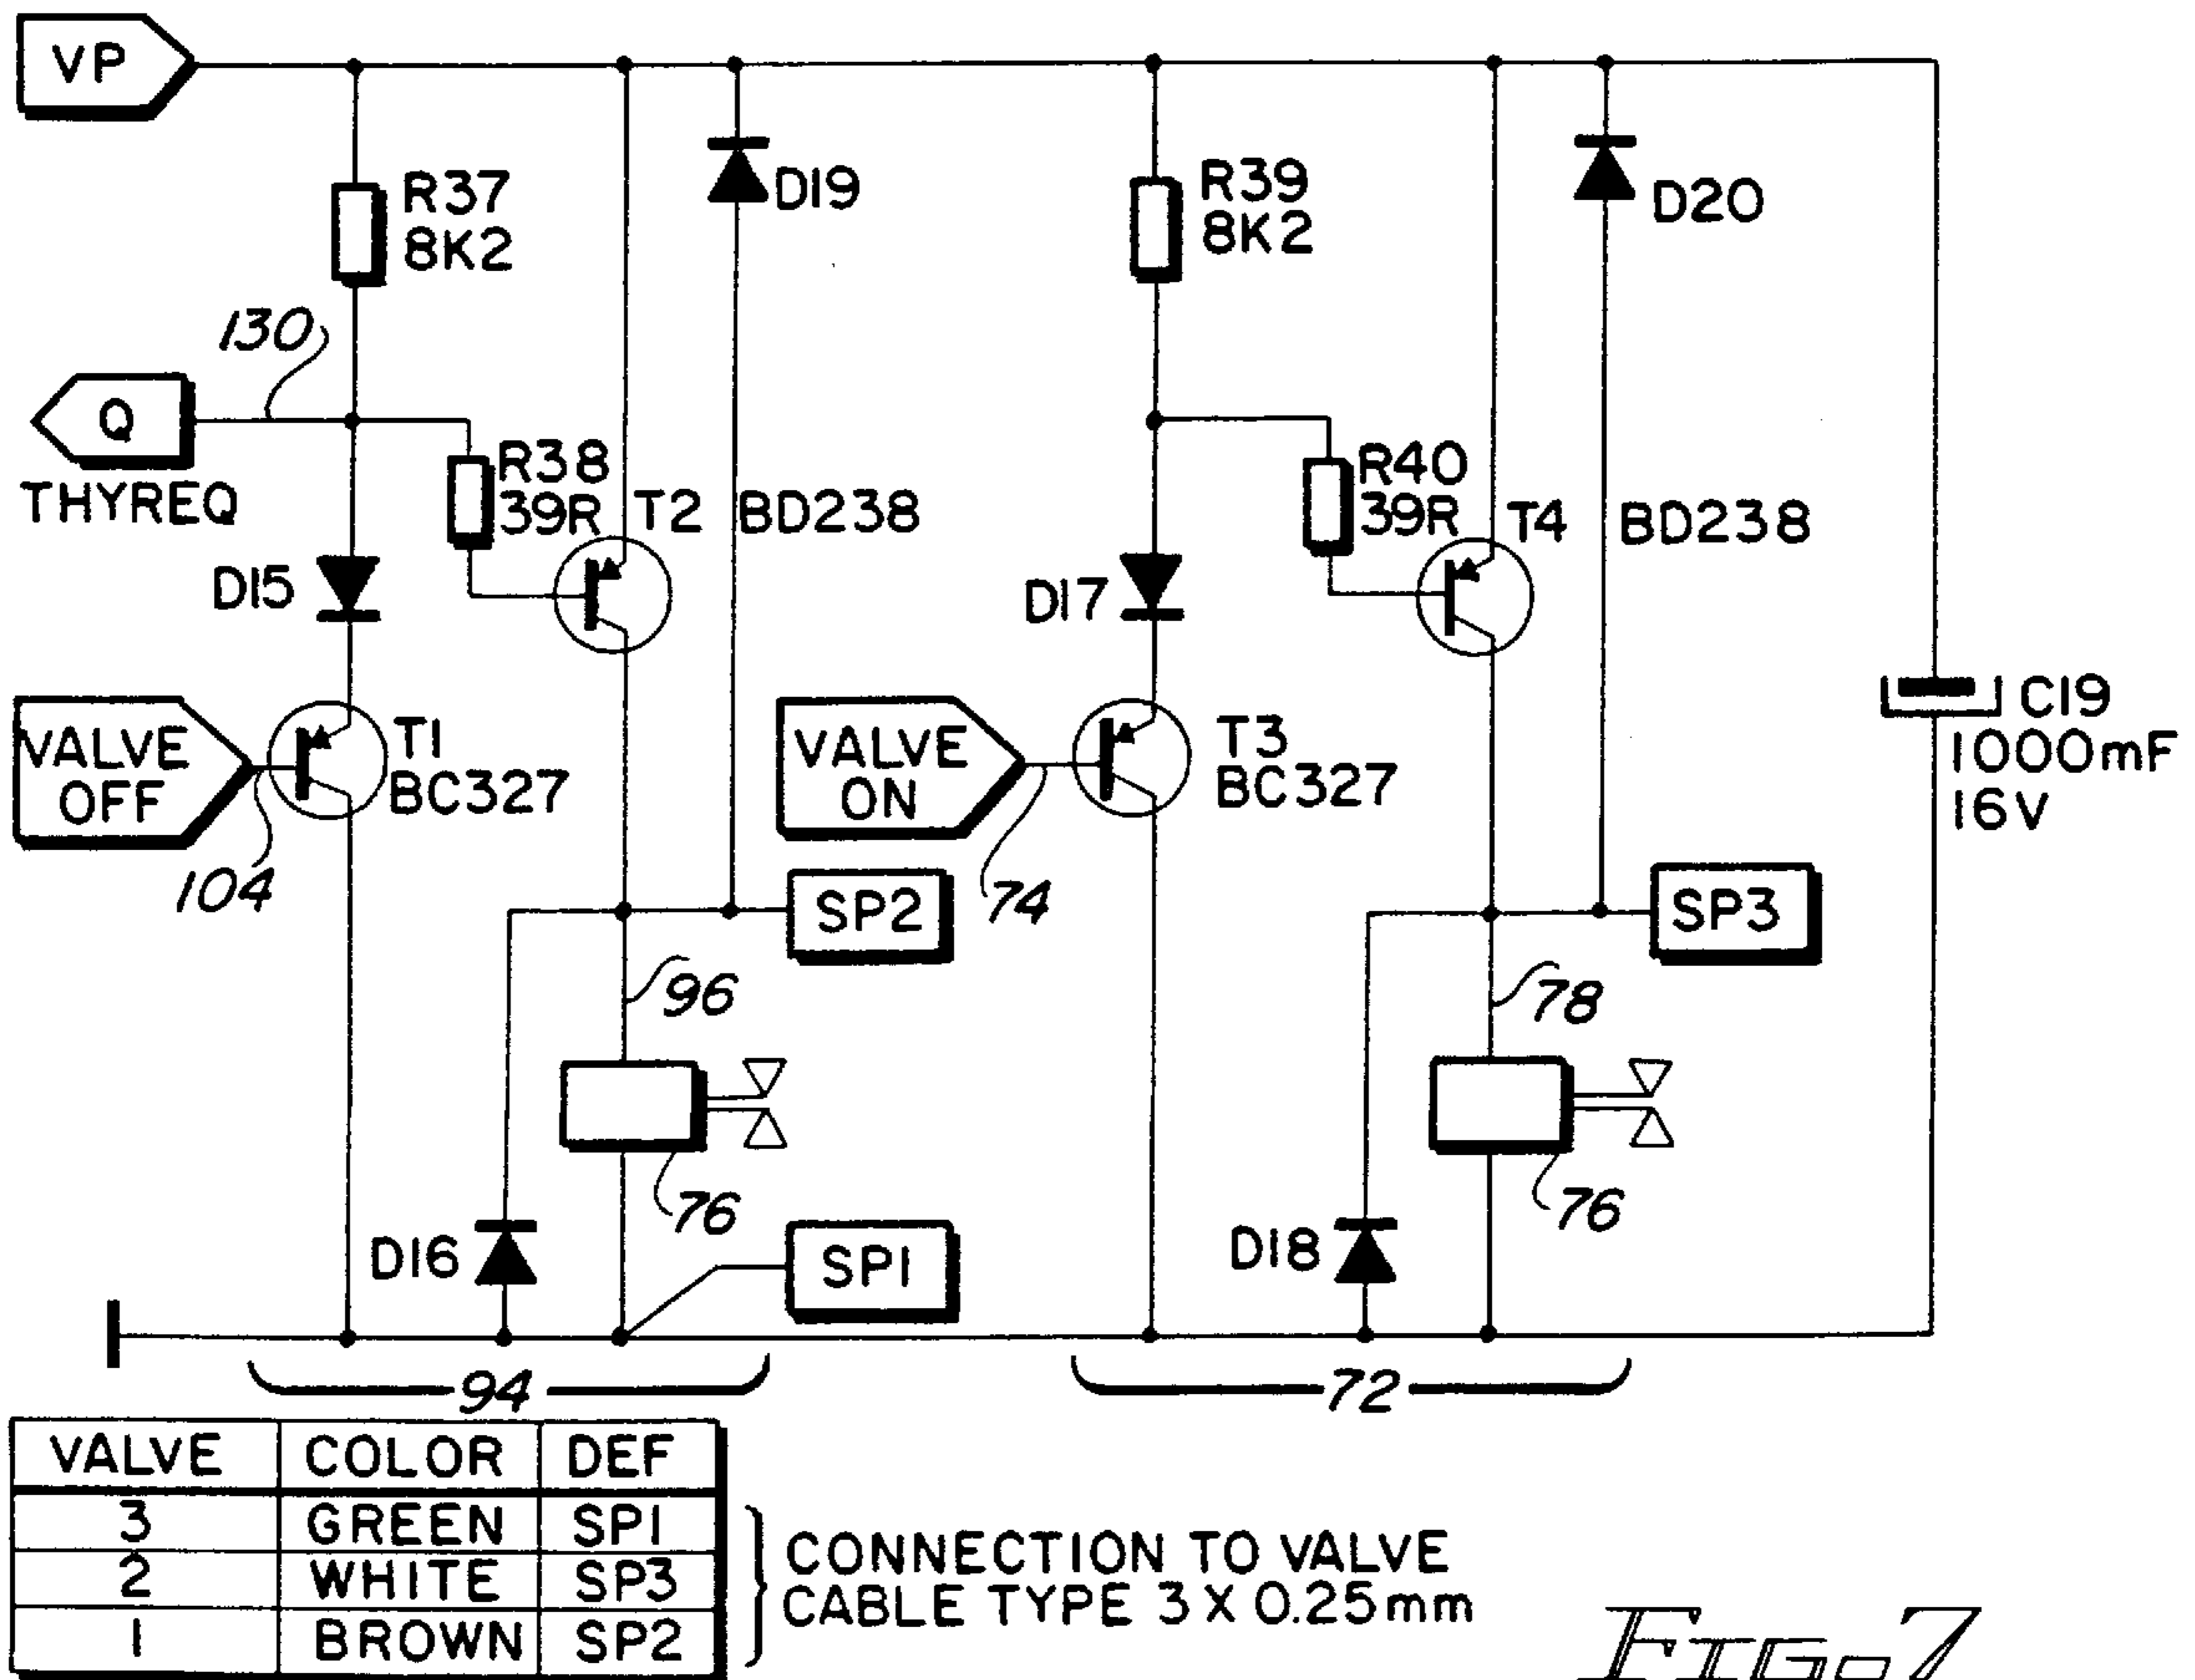 VP
R37
8K2
D19
R39
8K2
D20
130
Q
THYREQ
R38
39R
T2
BD238
R40
39R
T4
BD238
D15
D17
C19
1000mF
16V
VALVE
OFF
T1
BC327
VALVE
ON
T3
BC327
104
74
SP2
SP3
96
78
76
76
D16
SP1
D18
94
72
VALVE COLOR DEF
3 GREEN SP1
2 WHITE SP3
1 BROWN SP2
CONNECTION TO VALVE
CABLE TYPE 3 X 0.25mm
FIG-7